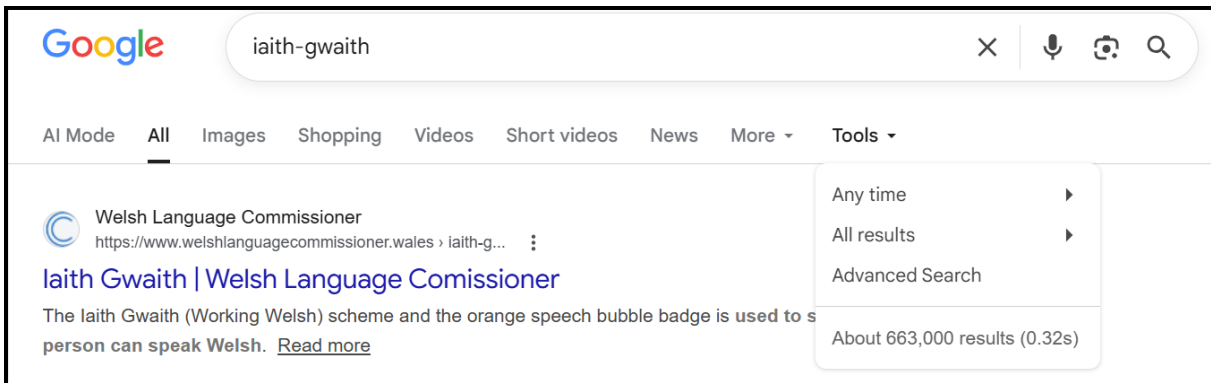 Google
iaith-gwaith
AI Mode All Images Shopping Videos Short videos News More Tools
Any time
All results
Advanced Search
About 663,000 results (0.32s)
Welsh Language Commissioner
https://www.welshlanguagecommissioner.wales › iaith-g...
Iaith Gwaith | Welsh Language Comissioner
The Iaith Gwaith (Working Welsh) scheme and the orange speech bubble badge is used to s
person can speak Welsh. Read more